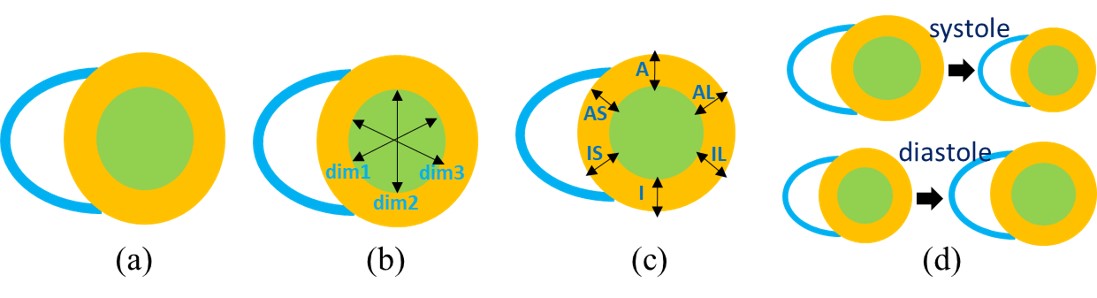 systole
A
AL
AS
IS
IL
I
diastole
dim1
dim3
dim2
(a)
(b)
(c)
(d)